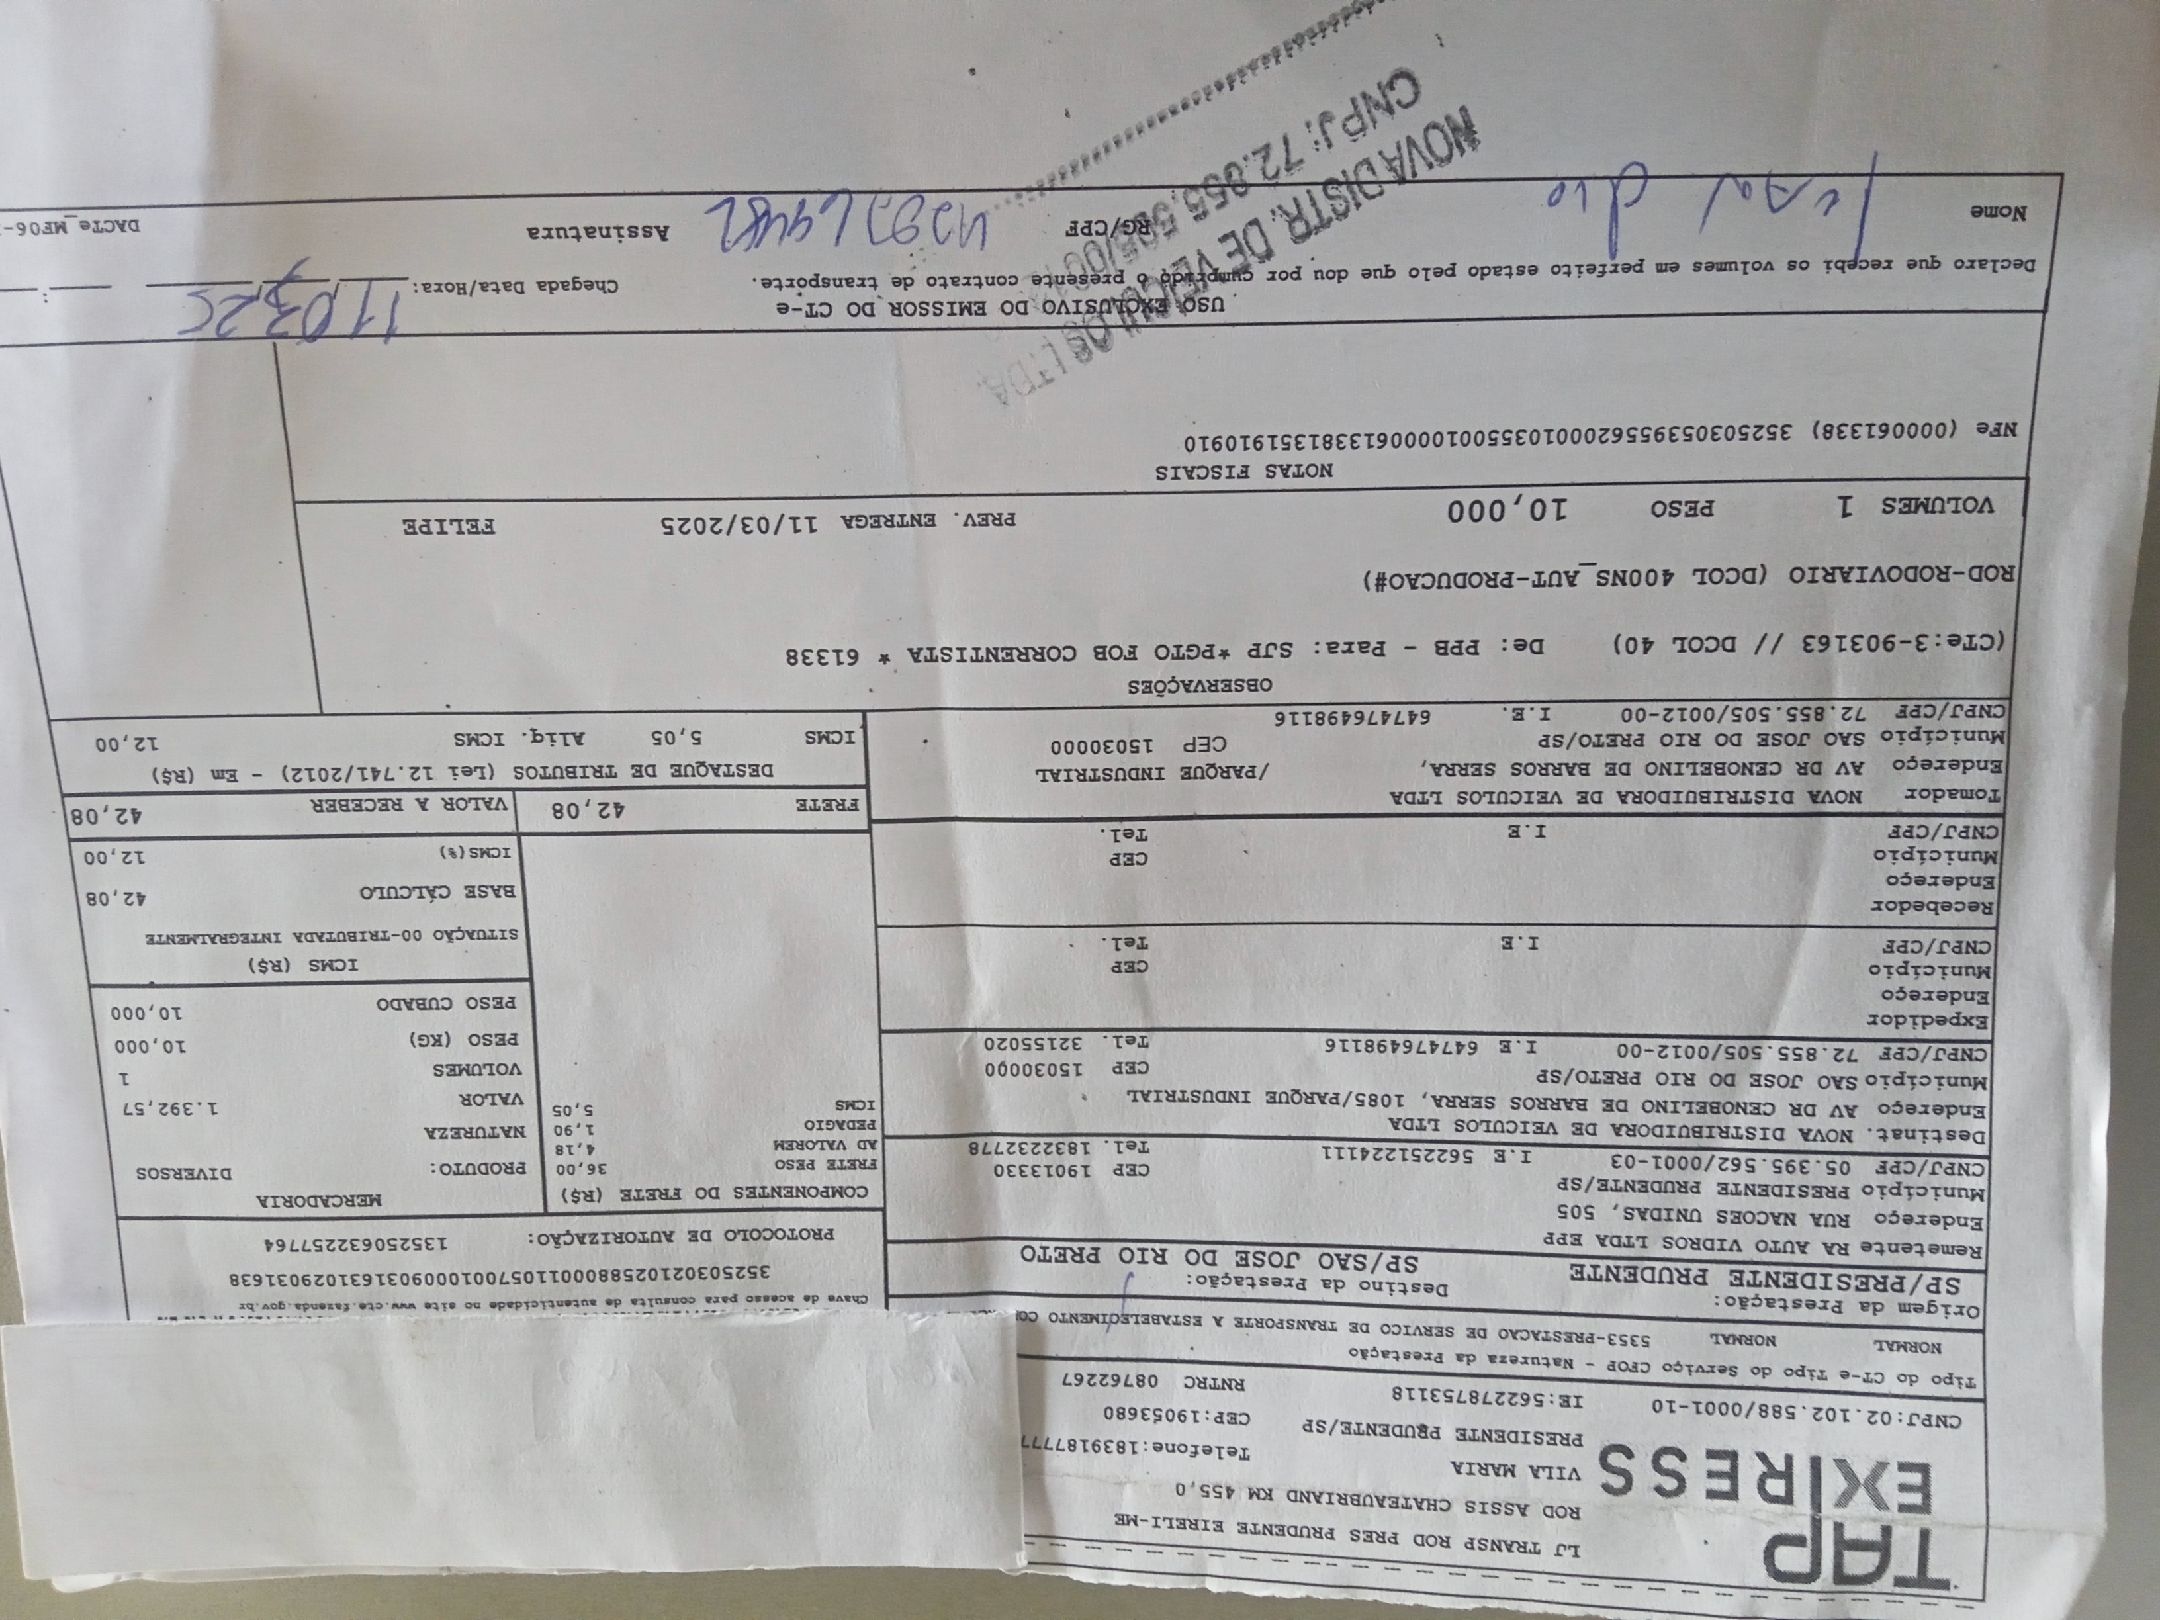 TAP
EXPRESS
LJ TRANSP ROD PRES PRUDENTE EIRELI-ME
ROD ASSIS CHATEAUBRIAND KM 455,0
VILA MARIA Telefone:1839187777
PRESIDENTE PRUDENTE/SP CEP:19053680
CNPJ:02.102.588/0001-10 IE:562278753118 RNTRC 08762267
Tipo do CT-e Tipo do Serviço CFOP - Natureza da Prestação
NORMAL NORMAL 5353-PRESTACAO DE SERVICO DE TRANSPORTE A ESTABELECIMENTO CO
Origem da Prestação: Destino da Prestação:
SP/PRESIDENTE PRUDENTE SP/SAO JOSE DO RIO PRETO
Chave de acesso para consulta de autenticidade no site www.cte.fazenda.gov.br
35250302102588000110570010009031631029031638
PROTOCOLO DE AUTORIZAÇÃO: 135250632257764
Remetente RA AUTO VIDROS LTDA EPP
Endereço RUA NACOES UNIDAS, 505
Município PRESIDENTE PRUDENTE/SP CEP 19013330
CNPJ/CPF 05.395.562/0001-03 I.E 562251224111 Tel. 1832232778
Destinat. NOVA DISTRIBUIDORA DE VEICULOS LTDA
Endereço AV DR CENOBELINO DE BARROS SERRA, 1085/PARQUE INDUSTRIAL
Município SAO JOSE DO RIO PRETO/SP CEP 15030000
CNPJ/CPF 72.855.505/0012-00 I.E 647476498116 Tel. 32155020
Expedidor
Endereço
Município CEP
CNPJ/CPF I.E Tel.
Recebedor
Endereço
Município CEP
CNPJ/CPF I.E Tel.
Tomador NOVA DISTRIBUIDORA DE VEICULOS LTDA
Endereço AV DR CENOBELINO DE BARROS SERRA, /PARQUE INDUSTRIAL
Município SAO JOSE DO RIO PRETO/SP CEP 15030000
CNPJ/CPF 72.855.505/0012-00 I.E. 647476498116
COMPONENTES DO FRETE (R$)
FRETE PESO 36,00
AD VALOREM 4,18
PEDAGIO 1,90
ICMS 5,05
MERCADORIA
PRODUTO: DIVERSOS
NATUREZA
VALOR 1.392,57
VOLUMES 1
PESO (KG) 10,000
PESO CUBADO 10,000
ICMS (R$)
SITUAÇÃO 00-TRIBUTADA INTEGRALMENTE
BASE CÁLCULO 42,08
ICMS(%) 12,00
FRETE 42,08 VALOR A RECEBER 42,08
DESTAQUE DE TRIBUTOS (Lei 12.741/2012) - Em (R$)
ICMS 5,05 Aliq. ICMS 12,00
OBSERVAÇÕES
(CTe:3-903163 // DCOL 40) De: PPB - Para: SJP *PGTO FOB CORRENTISTA * 61338
ROD-RODOVIARIO (DCOL 400NS_AUT-PRODUCAO#)
VOLUMES 1 PESO 10,000 PREV. ENTREGA 11/03/2025 FELIPE
NOTAS FISCAIS
NFe (000061338) 35250305395562000103550010000613381351910910
USO EXCLUSIVO DO EMISSOR DO CT-e
Declaro que recebi os volumes em perfeito estado pelo que dou por cumprido o presente contrato de transporte. Chegada Data/Hora: 11/03/25 :
Nome RG/CPF Assinatura
DACTe_MF06-
NOVA DISTR. DE VEICULOS LTDA.
CNPJ: 72.855.505/001